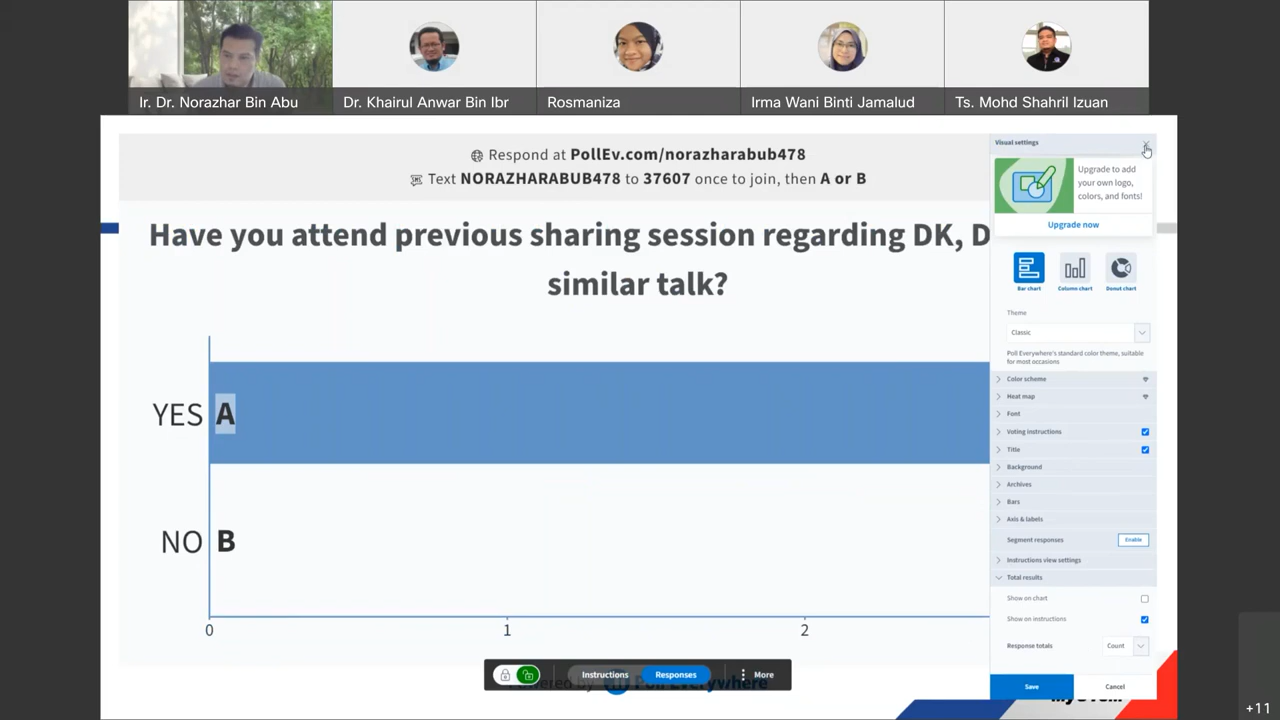 Ir. Dr. Norazhar Bin Abu
Dr. Khairul Anwar Bin Ibr
Rosmaniza
Irma Wani Binti Jamalud
Ts. Mohd Shahril Izuan
Respond at PollEv.com/norazharabub478
Text NORAZHARABUB478 to 37607 once to join, then A or B
Have you attend previous sharing session regarding DK, D
similar talk?
YES A
NO B
0 1 2
Visual settings
Upgrade to add
your own logo,
colors, and fonts!
Upgrade now
Bar chart Column chart Donut chart
Theme
Classic
Poll Everywhere's standard color theme, suitable
for most occasions
Color scheme
Heat map
Font
Voting instructions
Title
Background
Archives
Bars
Axis & labels
Segment responses Enable
Instructions view settings
Total results
Show on chart
Show on instructions
Response totals Count
Save Cancel
Instructions Responses More
Poll Everywhere
+11